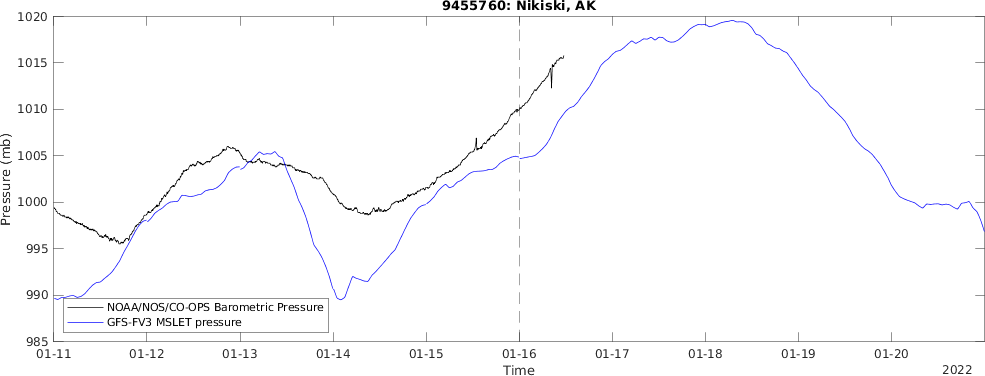 9455760: Nikiski, AK
Pressure (mb)
1020
1015
1010
1005
1000
995
990
985
NOAA/NOS/CO-OPS Barometric Pressure
GFS-FV3 MSLET pressure
01-11 01-12 01-13 01-14 01-15 01-16 01-17 01-18 01-19 01-20
Time
2022